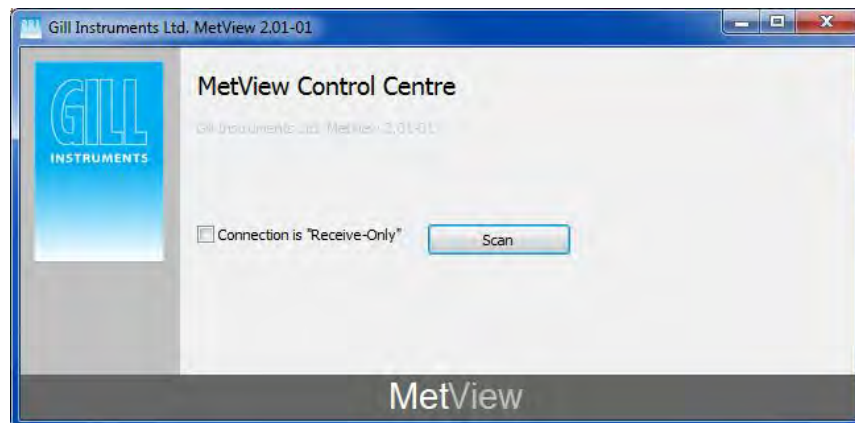 Gill Instruments Ltd. MetView 2.01-01
GILL
INSTRUMENTS
MetView Control Centre
Gill Instruments Ltd. MetView 2.01-01
Connection is "Receive-Only"
Scan
MetView